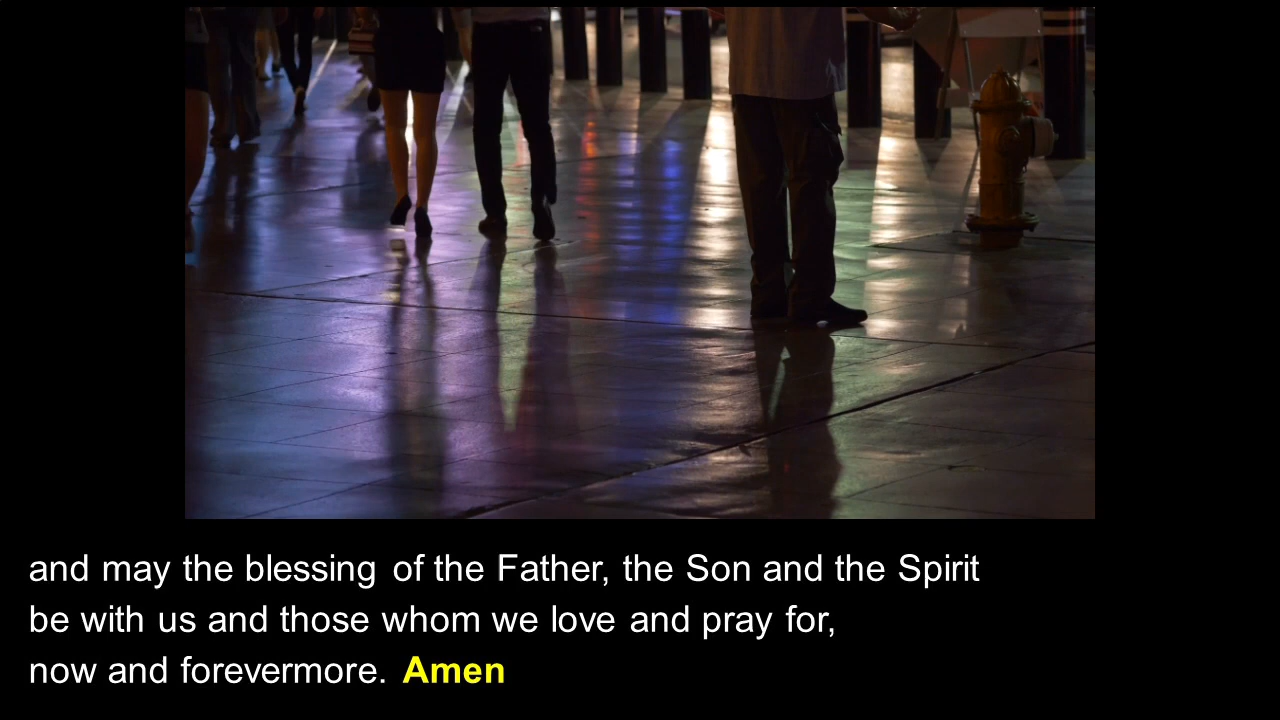 and may the blessing of the Father, the Son and the Spirit
be with us and those whom we love and pray for,
now and forevermore. Amen